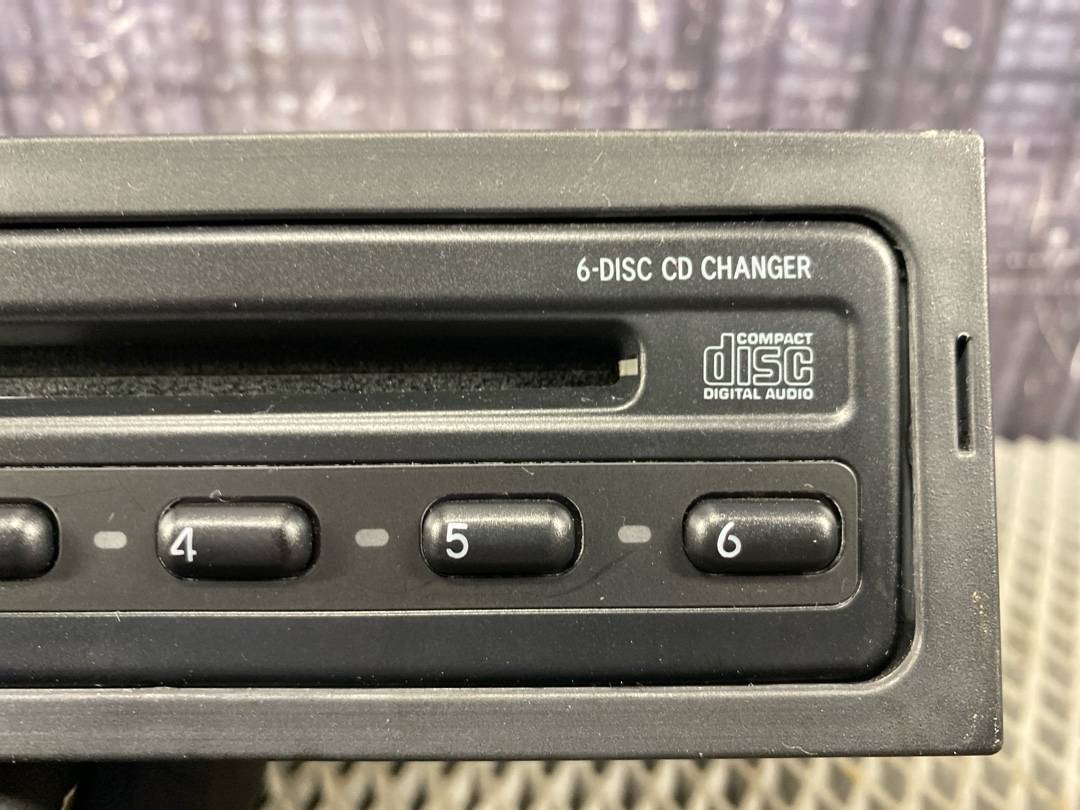 6-DISC CD CHANGER
COMPACT
disc
DIGITAL AUDIO
4 5 6